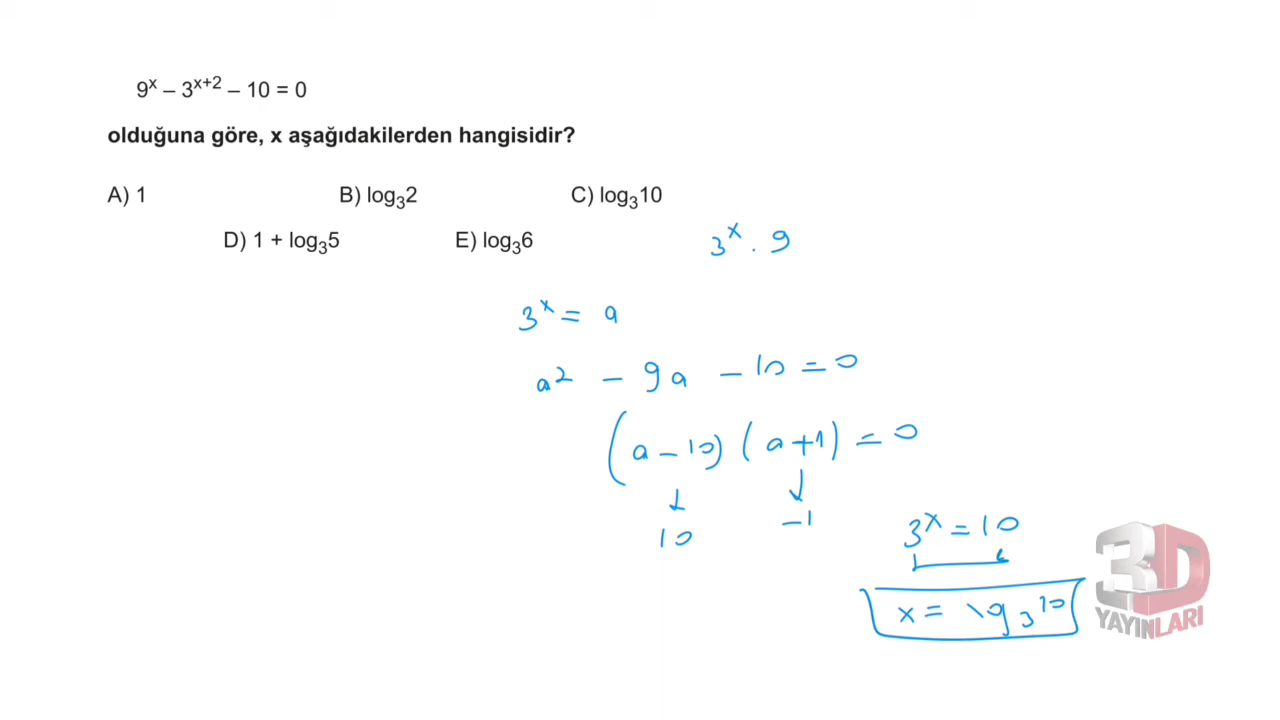 9ˣ – 3ˣ⁺² – 10 = 0
olduğuna göre, x aşağıdakilerden hangisidir?
A) 1 B) log₃2 C) log₃10
D) 1 + log₃5 E) log₃6
3ˣ . 9
3ˣ = a
a² – 9a – 10 = 0
(a – 10) (a + 1) = 0
10 –1
3ˣ = 10
x = log₃10
3D
YAYINLARI